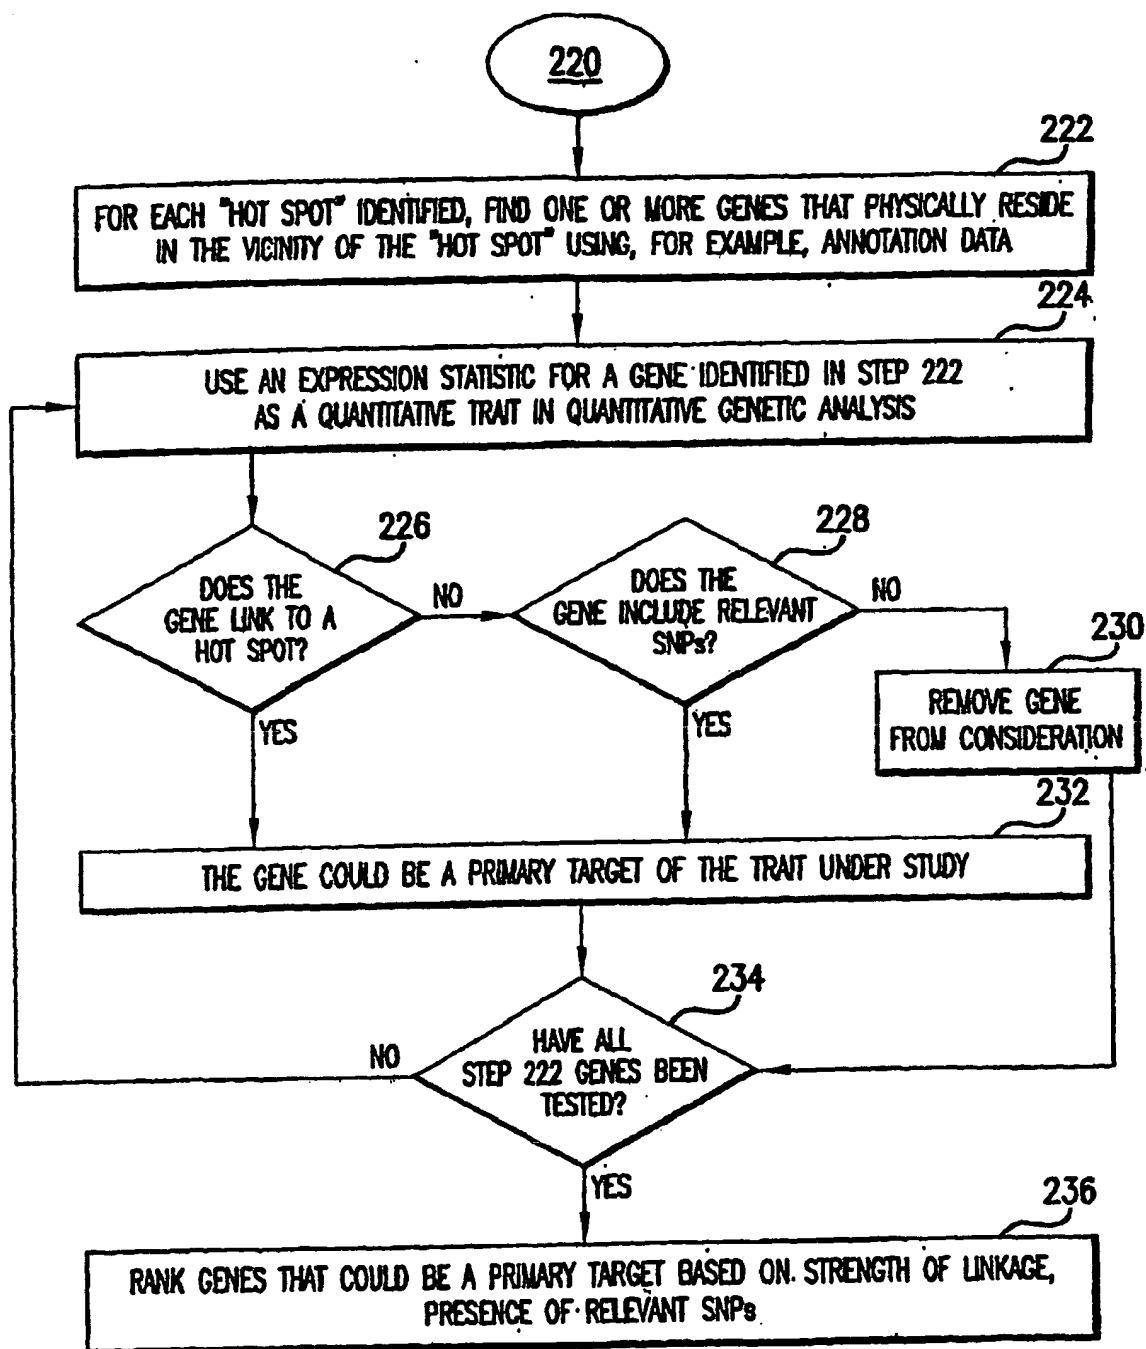 220
222
FOR EACH "HOT SPOT" IDENTIFIED, FIND ONE OR MORE GENES THAT PHYSICALLY RESIDE
IN THE VICINITY OF THE "HOT SPOT" USING, FOR EXAMPLE, ANNOTATION DATA
224
USE AN EXPRESSION STATISTIC FOR A GENE IDENTIFIED IN STEP 222
AS A QUANTITATIVE TRAIT IN QUANTITATIVE GENETIC ANALYSIS
226
DOES THE
GENE LINK TO A
HOT SPOT?
NO
228
DOES THE
GENE INCLUDE RELEVANT
SNPs?
NO
230
REMOVE GENE
FROM CONSIDERATION
YES
YES
232
THE GENE COULD BE A PRIMARY TARGET OF THE TRAIT UNDER STUDY
234
HAVE ALL
STEP 222 GENES BEEN
TESTED?
NO
YES
236
RANK GENES THAT COULD BE A PRIMARY TARGET BASED ON STRENGTH OF LINKAGE,
PRESENCE OF RELEVANT SNPs